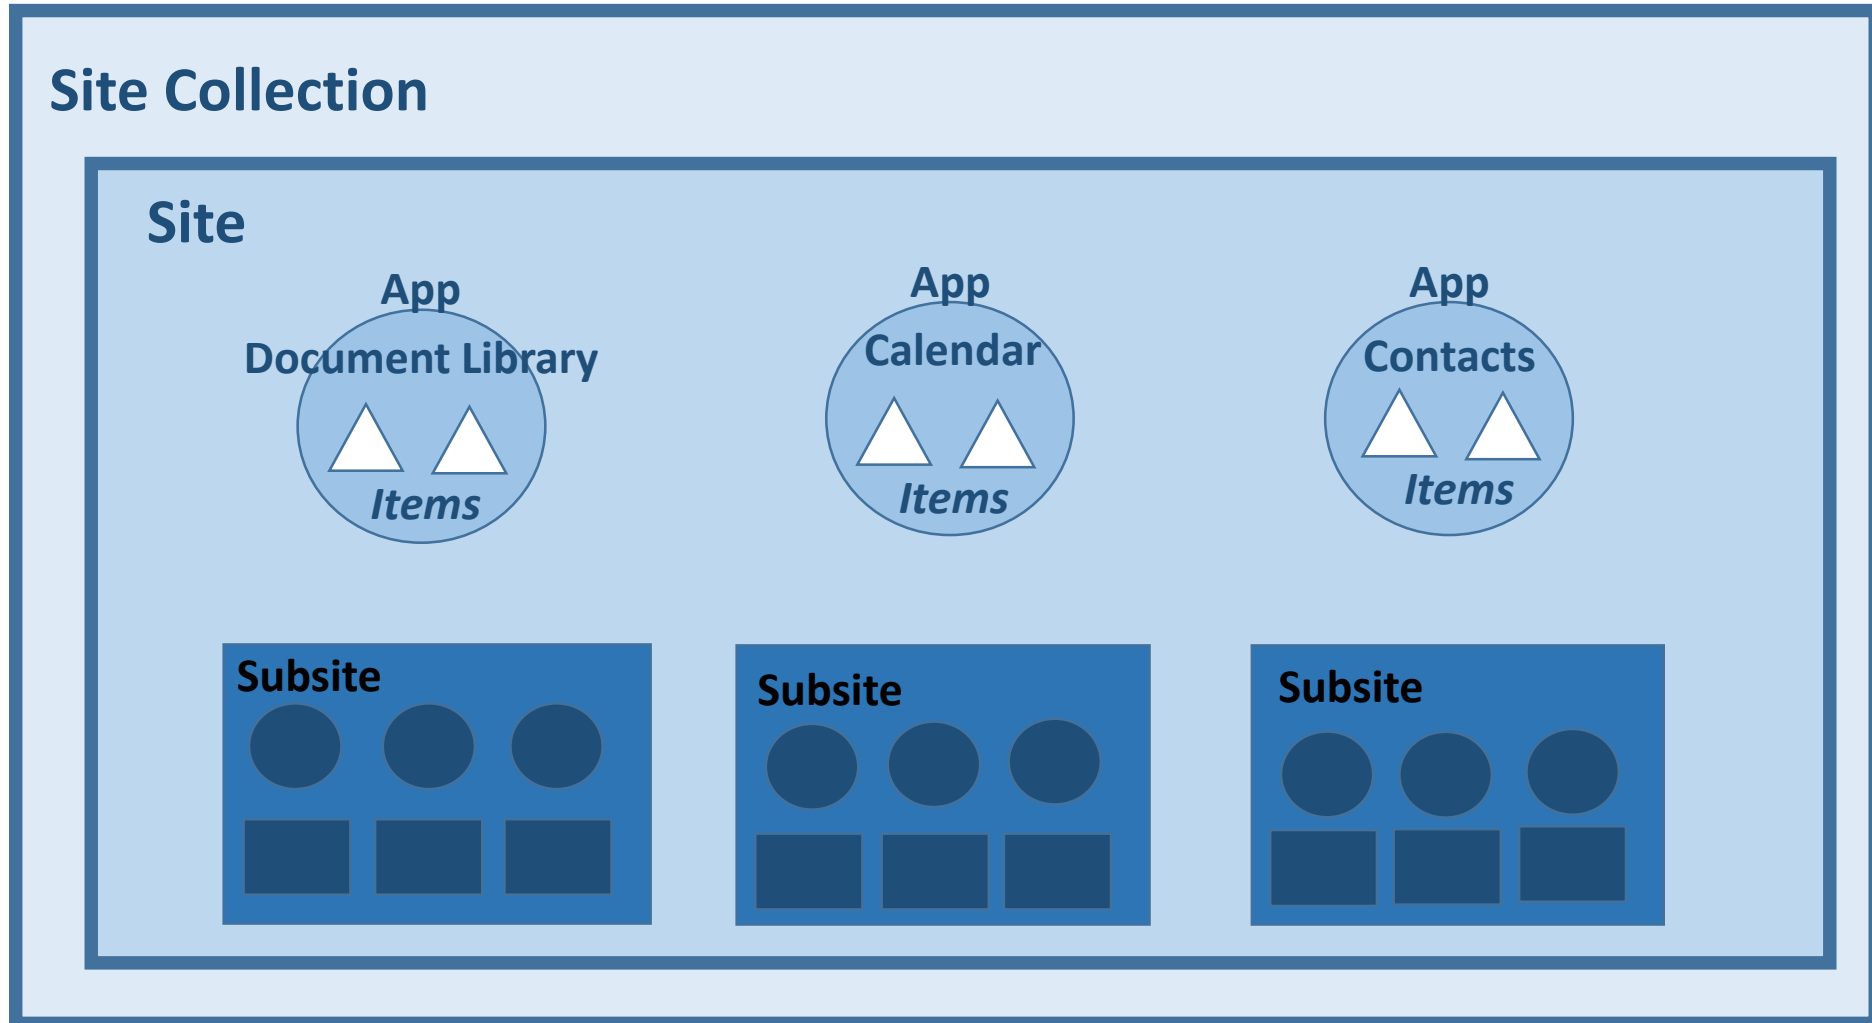 Site Collection
Site
App
Document Library
Items
App
Calendar
Items
App
Contacts
Items
Subsite
Subsite
Subsite